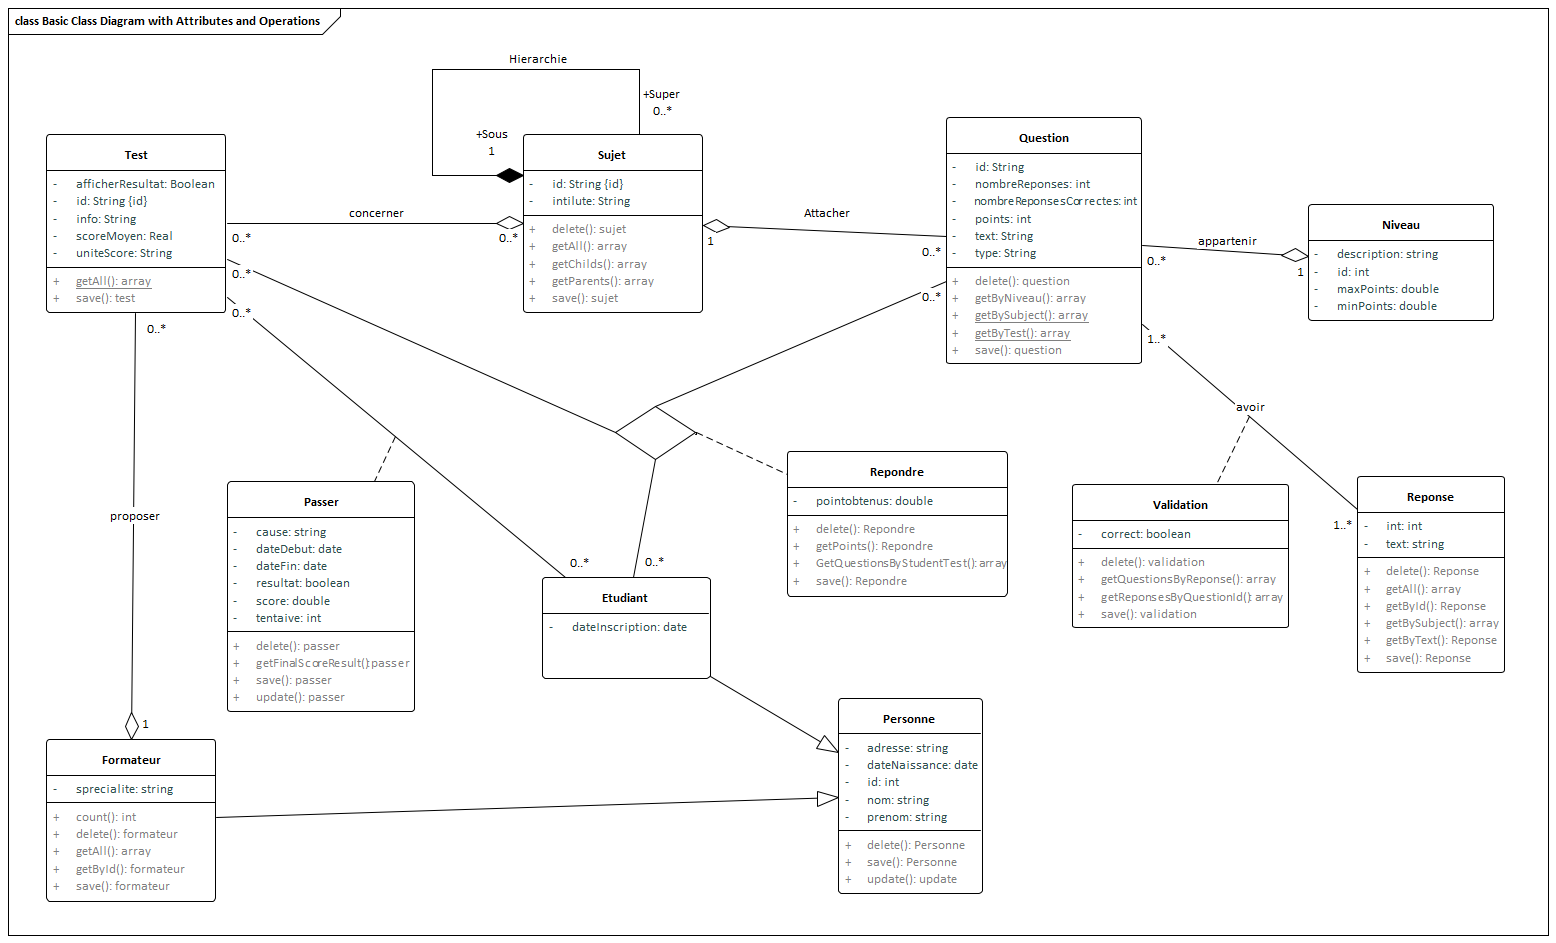 class Basic Class Diagram with Attributes and Operations
Hierarchie
+Super
0..*
+Sous
1
Test
- afficherResultat: Boolean
- id: String {id}
- info: String
- scoreMoyen: Real
- uniteScore: String
+ getAll(): array
+ save(): test
concerner
0..*
0..*
0..*
0..*
0..*
Sujet
- id: String {id}
- intilute: String
+ delete(): sujet
+ getAll(): array
+ getChilds(): array
+ getParents(): array
+ save(): sujet
Attacher
1
0..*
0..*
Question
- id: String
- nombreReponses: int
- nombreReponsesCorrectes: int
- points: int
- text: String
- type: String
+ delete(): question
+ getByNiveau(): array
+ getBySubject(): array
+ getByTest(): array
+ save(): question
appartenir
0..*
1
1..*
Niveau
- description: string
- id: int
- maxPoints: double
- minPoints: double
avoir
1..*
proposer
1
Passer
- cause: string
- dateDebut: date
- dateFin: date
- resultat: boolean
- score: double
- tentaive: int
+ delete(): passer
+ getFinalScoreResult():passer
+ save(): passer
+ update(): passer
0..*
0..*
Etudiant
- dateInscription: date
Repondre
- pointobtenus: double
+ delete(): Repondre
+ getPoints(): Repondre
+ GetQuestionsByStudentTest(): array
+ save(): Repondre
Validation
- correct: boolean
+ delete(): validation
+ getQuestionsByReponse(): array
+ getReponsesByQuestionId(): array
+ save(): validation
Reponse
- int: int
- text: string
+ delete(): Reponse
+ getAll(): array
+ getById(): Reponse
+ getBySubject(): array
+ getByText(): Reponse
+ save(): Reponse
Formateur
- sprecialite: string
+ count(): int
+ delete(): formateur
+ getAll(): array
+ getById(): formateur
+ save(): formateur
Personne
- adresse: string
- dateNaissance: date
- id: int
- nom: string
- prenom: string
+ delete(): Personne
+ save(): Personne
+ update(): update